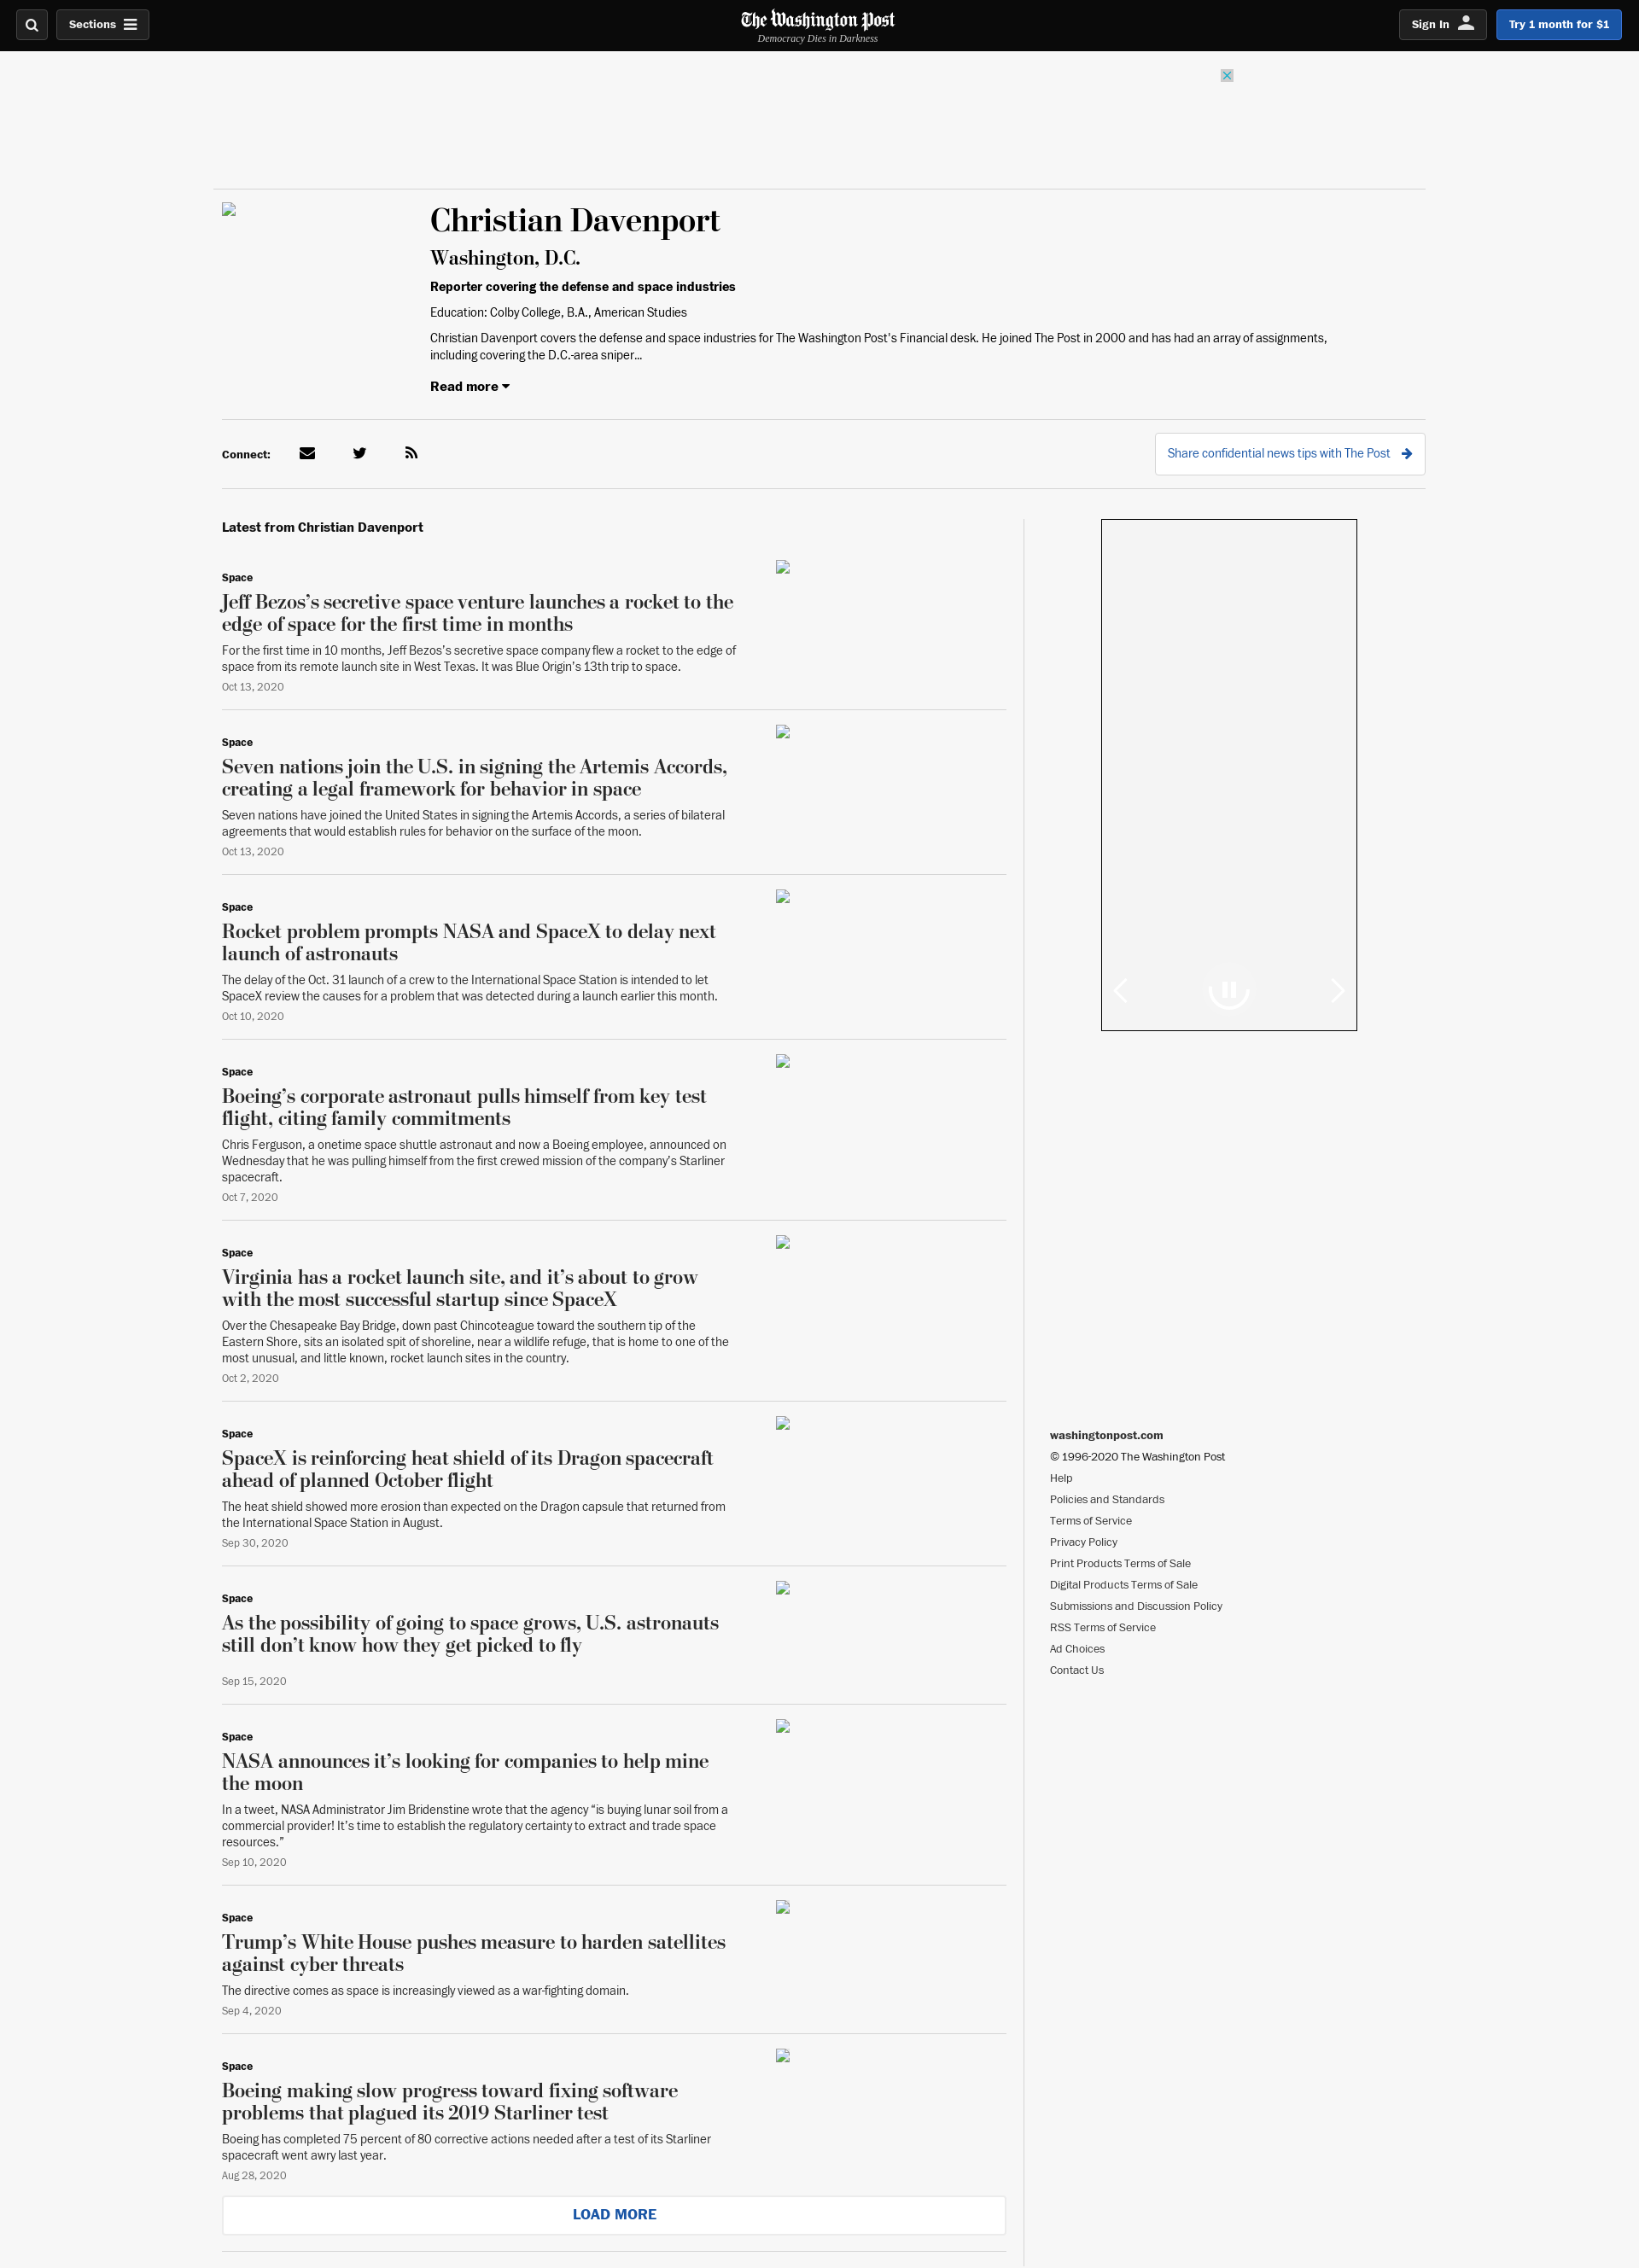 Sections
The Washington Post
Democracy Dies in Darkness
Sign In
Try 1 month for $1
Christian Davenport
Washington, D.C.
Reporter covering the defense and space industries
Education: Colby College, B.A., American Studies
Christian Davenport covers the defense and space industries for The Washington Post's Financial desk. He joined The Post in 2000 and has had an array of assignments,
including covering the D.C.-area sniper...
Read more
Connect:
Share confidential news tips with The Post
Latest from Christian Davenport
Space
Jeff Bezos’s secretive space venture launches a rocket to the
edge of space for the first time in months
For the first time in 10 months, Jeff Bezos’s secretive space company flew a rocket to the edge of
space from its remote launch site in West Texas. It was Blue Origin’s 13th trip to space.
Oct 13, 2020
Space
Seven nations join the U.S. in signing the Artemis Accords,
creating a legal framework for behavior in space
Seven nations have joined the United States in signing the Artemis Accords, a series of bilateral
agreements that would establish rules for behavior on the surface of the moon.
Oct 13, 2020
Space
Rocket problem prompts NASA and SpaceX to delay next
launch of astronauts
The delay of the Oct. 31 launch of a crew to the International Space Station is intended to let
SpaceX review the causes for a problem that was detected during a launch earlier this month.
Oct 10, 2020
Space
Boeing’s corporate astronaut pulls himself from key test
flight, citing family commitments
Chris Ferguson, a onetime space shuttle astronaut and now a Boeing employee, announced on
Wednesday that he was pulling himself from the first crewed mission of the company’s Starliner
spacecraft.
Oct 7, 2020
Space
Virginia has a rocket launch site, and it’s about to grow
with the most successful startup since SpaceX
Over the Chesapeake Bay Bridge, down past Chincoteague toward the southern tip of the
Eastern Shore, sits an isolated spit of shoreline, near a wildlife refuge, that is home to one of the
most unusual, and little known, rocket launch sites in the country.
Oct 2, 2020
Space
SpaceX is reinforcing heat shield of its Dragon spacecraft
ahead of planned October flight
The heat shield showed more erosion than expected on the Dragon capsule that returned from
the International Space Station in August.
Sep 30, 2020
Space
As the possibility of going to space grows, U.S. astronauts
still don’t know how they get picked to fly
Sep 15, 2020
Space
NASA announces it’s looking for companies to help mine
the moon
In a tweet, NASA Administrator Jim Bridenstine wrote that the agency “is buying lunar soil from a
commercial provider! It’s time to establish the regulatory certainty to extract and trade space
resources.”
Sep 10, 2020
Space
Trump’s White House pushes measure to harden satellites
against cyber threats
The directive comes as space is increasingly viewed as a war-fighting domain.
Sep 4, 2020
Space
Boeing making slow progress toward fixing software
problems that plagued its 2019 Starliner test
Boeing has completed 75 percent of 80 corrective actions needed after a test of its Starliner
spacecraft went awry last year.
Aug 28, 2020
LOAD MORE
washingtonpost.com
© 1996-2020 The Washington Post
Help
Policies and Standards
Terms of Service
Privacy Policy
Print Products Terms of Sale
Digital Products Terms of Sale
Submissions and Discussion Policy
RSS Terms of Service
Ad Choices
Contact Us